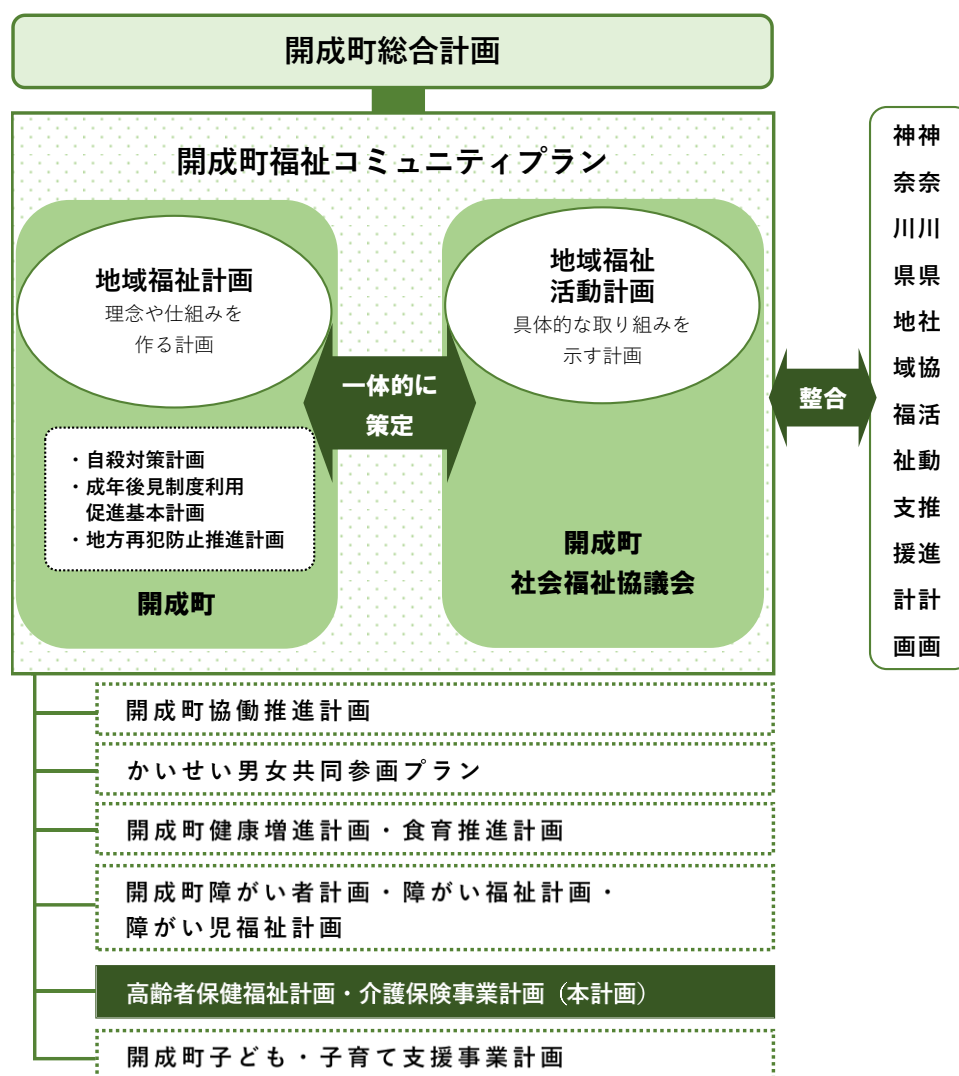 開成町総合計画
開成町福祉コミュニティプラン
地域福祉計画
理念や仕組みを
作る計画
・自殺対策計画
・成年後見制度利用
促進基本計画
・地方再犯防止推進計画
開成町
一体的に
策定
地域福祉
活動計画
具体的な取り組みを
示す計画
開成町
社会福祉協議会
整合
神奈川県社協活動推進計画
神奈川県地域福祉支援計画
開成町協働推進計画
かいせい男女共同参画プラン
開成町健康増進計画・食育推進計画
開成町障がい者計画・障がい福祉計画・
障がい児福祉計画
高齢者保健福祉計画・介護保険事業計画（本計画）
開成町子ども・子育て支援事業計画